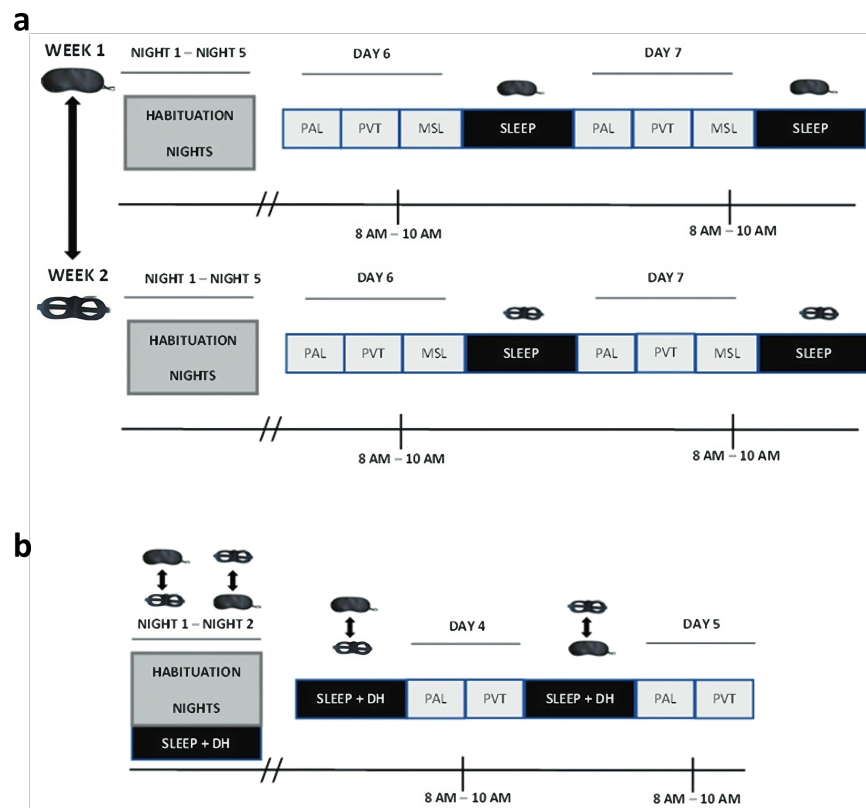 a
WEEK 1
NIGHT 1 – NIGHT 5
DAY 6
DAY 7
HABITUATION
NIGHTS
PAL PVT MSL SLEEP PAL PVT MSL SLEEP
8 AM – 10 AM
8 AM – 10 AM
WEEK 2
NIGHT 1 – NIGHT 5
DAY 6
DAY 7
HABITUATION
NIGHTS
PAL PVT MSL SLEEP PAL PVT MSL SLEEP
8 AM – 10 AM
8 AM – 10 AM
b
NIGHT 1 – NIGHT 2
DAY 4
DAY 5
HABITUATION
NIGHTS
SLEEP + DH
SLEEP + DH PAL PVT SLEEP + DH PAL PVT
8 AM – 10 AM
8 AM – 10 AM